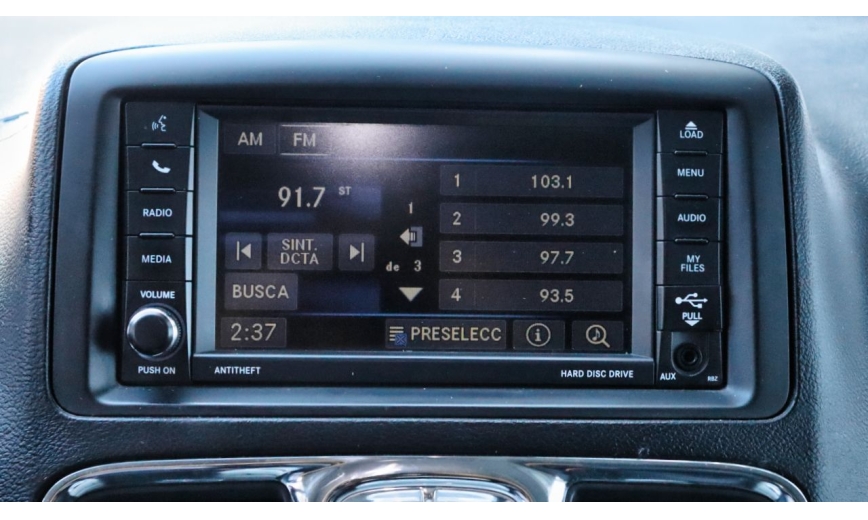 RADIO
MEDIA
VOLUME
PUSH ON
AM FM
91.7 ST
SINT.
DCTA
BUSCA
2:37
1
de 3
1 103.1
2 99.3
3 97.7
4 93.5
PRESELECC
ANTITHEFT
HARD DISC DRIVE
LOAD
MENU
AUDIO
MY
FILES
PULL
AUX RBZ